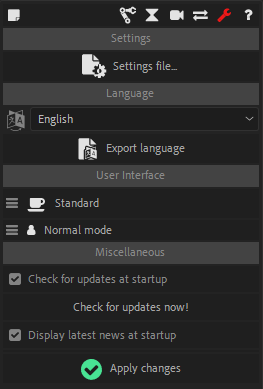 ?
Settings
Settings file...
Language
English
Export language
User Interface
Standard
Normal mode
Miscellaneous
Check for updates at startup
Check for updates now!
Display latest news at startup
Apply changes